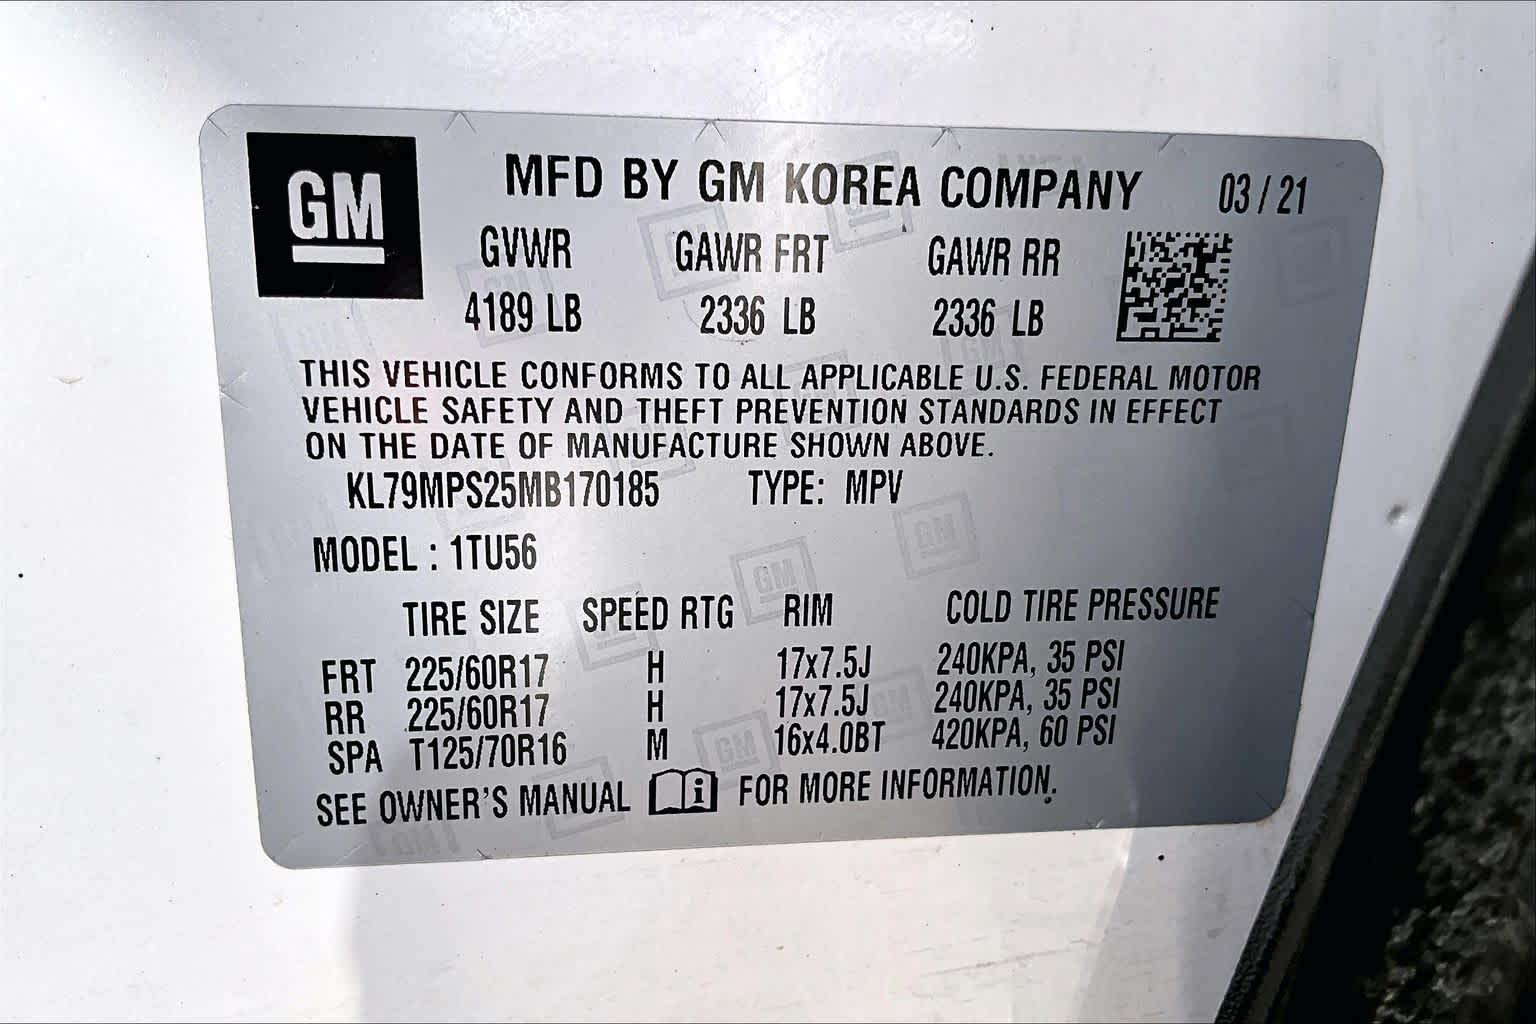 GM
MFD BY GM KOREA COMPANY 03 / 21
GVWR GAWR FRT GAWR RR
4189 LB 2336 LB 2336 LB
THIS VEHICLE CONFORMS TO ALL APPLICABLE U.S. FEDERAL MOTOR
VEHICLE SAFETY AND THEFT PREVENTION STANDARDS IN EFFECT
ON THE DATE OF MANUFACTURE SHOWN ABOVE.
KL79MPS25MB170185 TYPE: MPV
MODEL : 1TU56
TIRE SIZE SPEED RTG RIM COLD TIRE PRESSURE
FRT 225/60R17 H 17x7.5J 240KPA, 35 PSI
RR 225/60R17 H 17x7.5J 240KPA, 35 PSI
SPA T125/70R16 M 16x4.0BT 420KPA, 60 PSI
SEE OWNER'S MANUAL i FOR MORE INFORMATION.